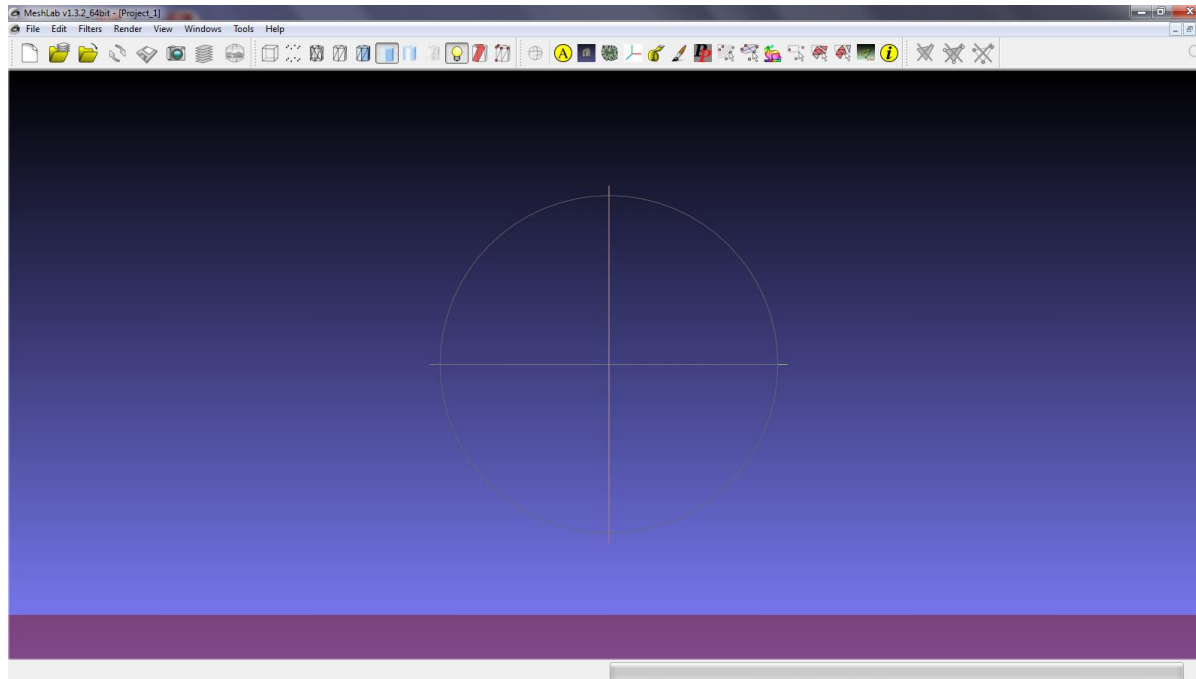 MeshLab v1.3.2_64bit - [Project_1]
File Edit Filters Render View Windows Tools Help
A
i